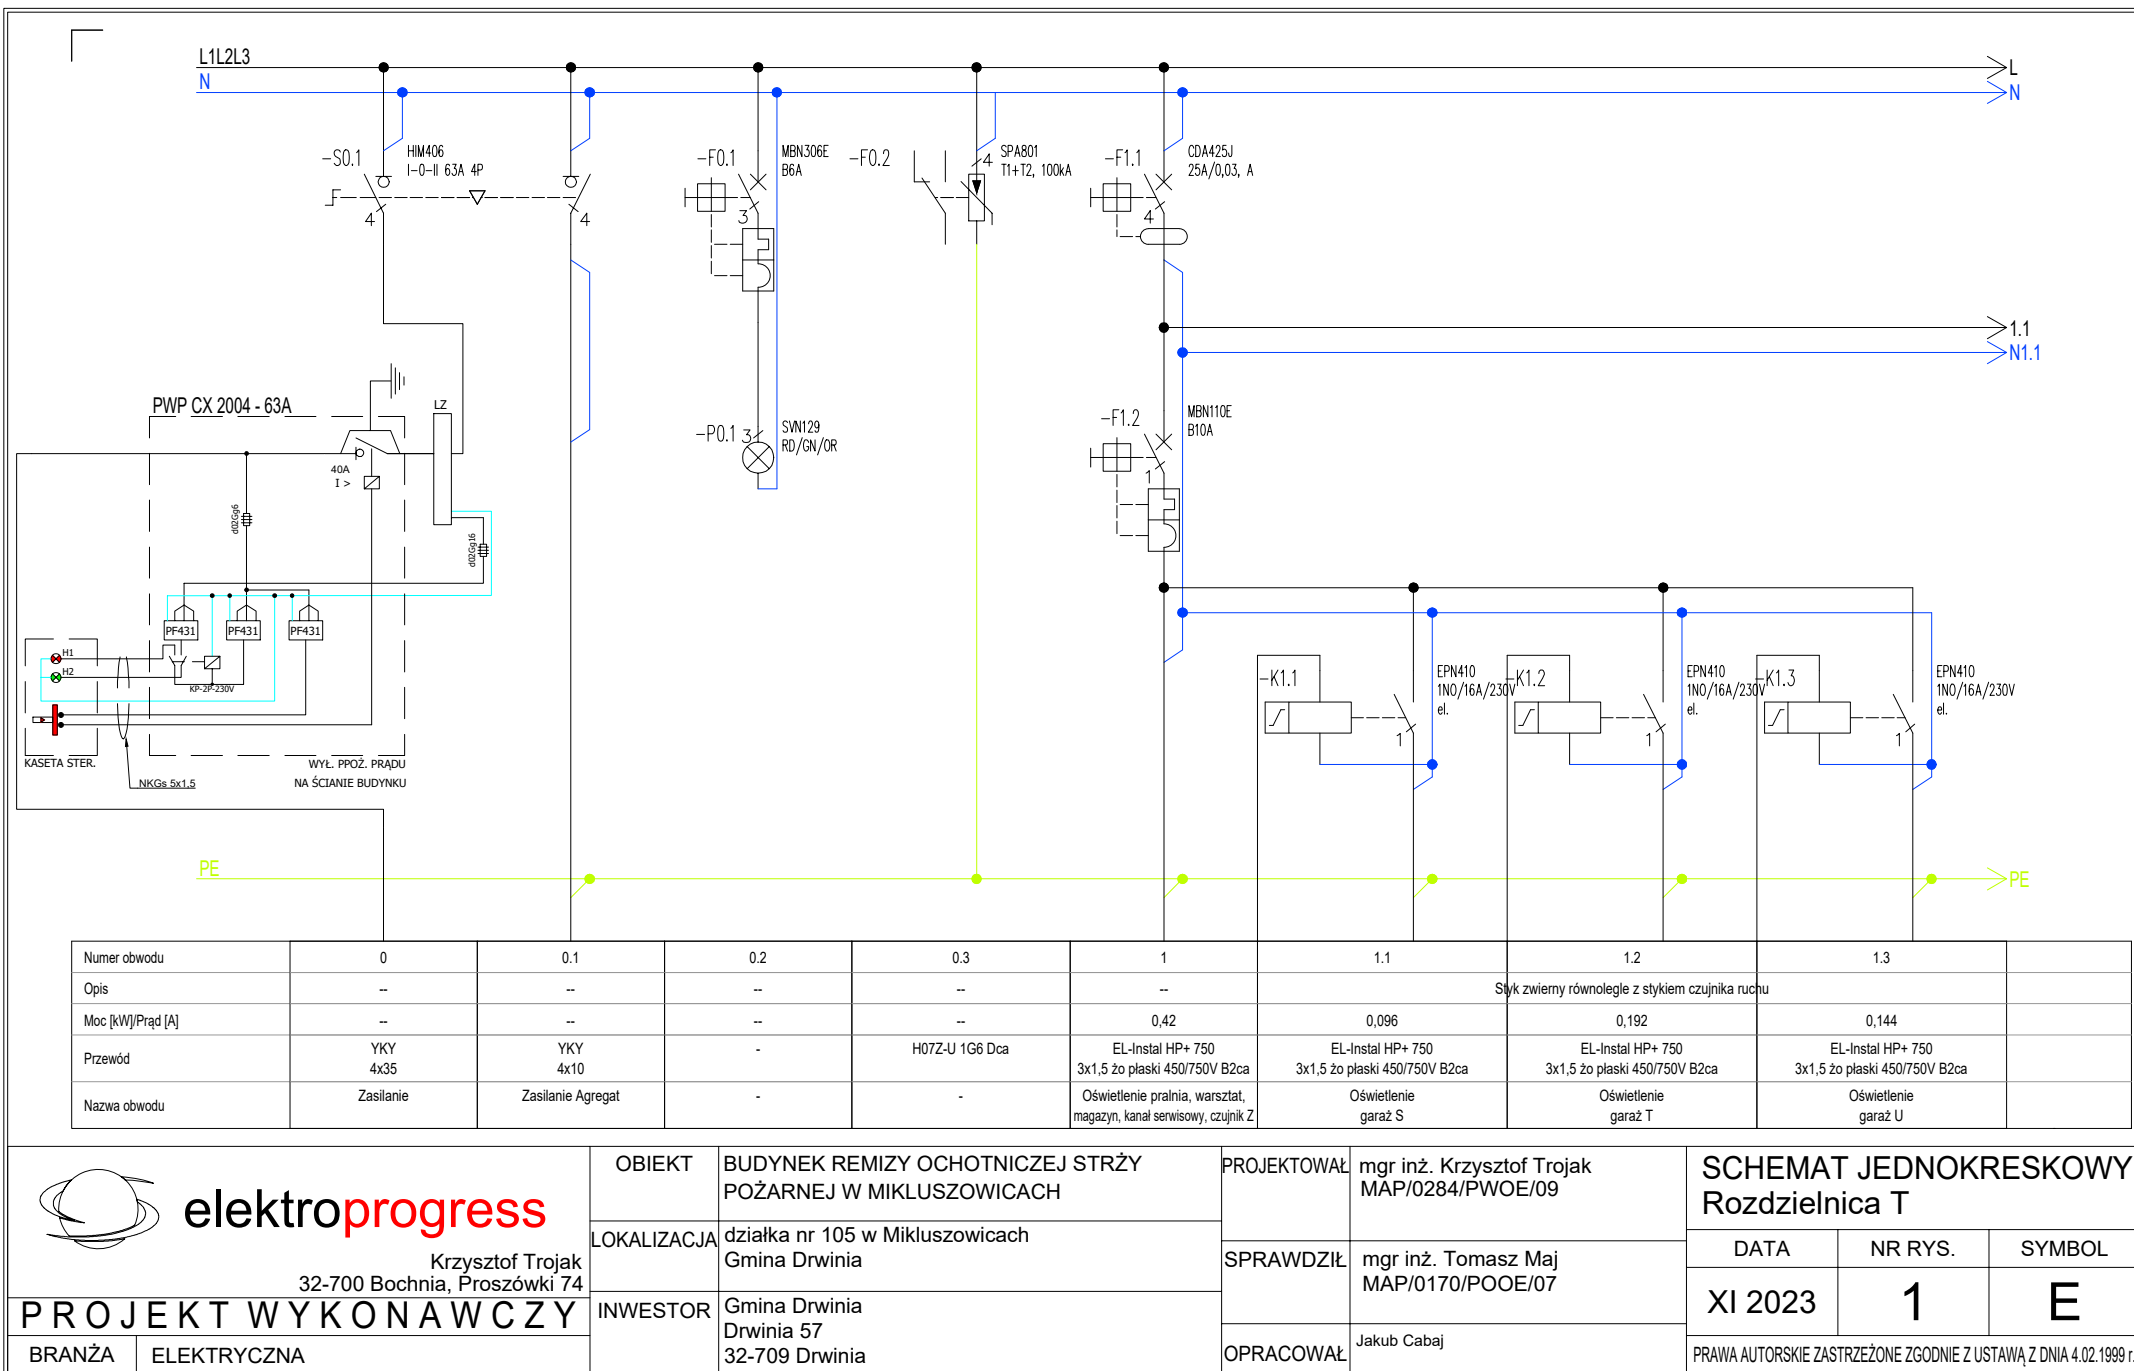 L1L2L3
N
L
N
-S0.1
HIM406
I-0-II 63A 4P
4
4
-F0.1
MBN306E
B6A
3
-F0.2
4
SPA801
T1+T2, 100kA
-F1.1
CDA425J
25A/0,03, A
4
1.1
N1.1
PWP CX 2004 - 63A
LZ
40A
I >
d02Gg6
d02Gg16
-P0.1
3
SVN129
RD/GN/OR
-F1.2
MBN110E
B10A
1
PF431
PF431
PF431
H1
H2
KP-2P-230V
KASETA STER.
NKGs 5x1,5
WYŁ. PPOŻ. PRĄDU
NA ŚCIANIE BUDYNKU
-K1.1
EPN410
1NO/16A/230V
el.
1
-K1.2
EPN410
1NO/16A/230V
el.
1
-K1.3
EPN410
1NO/16A/230V
el.
1
PE
PE
Numer obwodu 0 0.1 0.2 0.3 1 1.1 1.2 1.3
Opis -- -- -- -- -- Styk zwierny równolegle z stykiem czujnika ruchu
Moc [kW]/Prąd [A] -- -- -- -- 0,42 0,096 0,192 0,144
Przewód
YKY
4x35
YKY
4x10
-
H07Z-U 1G6 Dca
EL-Instal HP+ 750
3x1,5 żo płaski 450/750V B2ca
EL-Instal HP+ 750
3x1,5 żo płaski 450/750V B2ca
EL-Instal HP+ 750
3x1,5 żo płaski 450/750V B2ca
EL-Instal HP+ 750
3x1,5 żo płaski 450/750V B2ca
Nazwa obwodu
Zasilanie
Zasilanie Agregat
-
-
Oświetlenie pralnia, warsztat,
magazyn, kanał serwisowy, czujnik Z
Oświetlenie
garaż S
Oświetlenie
garaż T
Oświetlenie
garaż U
elektroprogress
Krzysztof Trojak
32-700 Bochnia, Proszówki 74
PROJEKT WYKONAWCZY
BRANŻA ELEKTRYCZNA
OBIEKT
BUDYNEK REMIZY OCHOTNICZEJ STRŻY
POŻARNEJ W MIKLUSZOWICACH
LOKALIZACJA
działka nr 105 w Mikluszowicach
Gmina Drwinia
INWESTOR
Gmina Drwinia
Drwinia 57
32-709 Drwinia
PROJEKTOWAŁ
mgr inż. Krzysztof Trojak
MAP/0284/PWOE/09
SPRAWDZIŁ
mgr inż. Tomasz Maj
MAP/0170/POOE/07
OPRACOWAŁ
Jakub Cabaj
SCHEMAT JEDNOKRESKOWY
Rozdzielnica T
DATA NR RYS. SYMBOL
XI 2023 1 E
PRAWA AUTORSKIE ZASTRZEŻONE ZGODNIE Z USTAWĄ Z DNIA 4.02.1999 r.